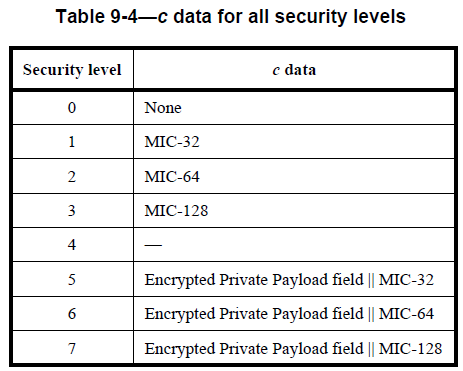 Table 9-4—c data for all security levels
Security level c data
0 None
1 MIC-32
2 MIC-64
3 MIC-128
4 —
5 Encrypted Private Payload field || MIC-32
6 Encrypted Private Payload field || MIC-64
7 Encrypted Private Payload field || MIC-128